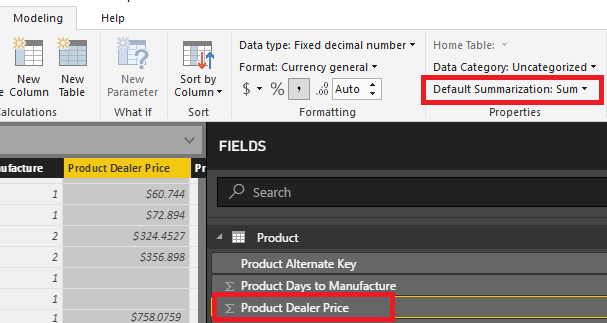 Modeling Help
New Column
New Table
New Parameter
Sort by Column
Data type: Fixed decimal number
Format: Currency general
$ % , .00 Auto
Home Table:
Data Category: Uncategorized
Default Summarization: Sum
Calculations What If Sort Formatting Properties
FIELDS
Search
Product
Product Alternate Key
Σ Product Days to Manufacture
Σ Product Dealer Price
ufacture Product Dealer Price Pr
1 $60.744
1 $72.894
2 $324.4527
2 $356.898
1
1
1 $758.0759